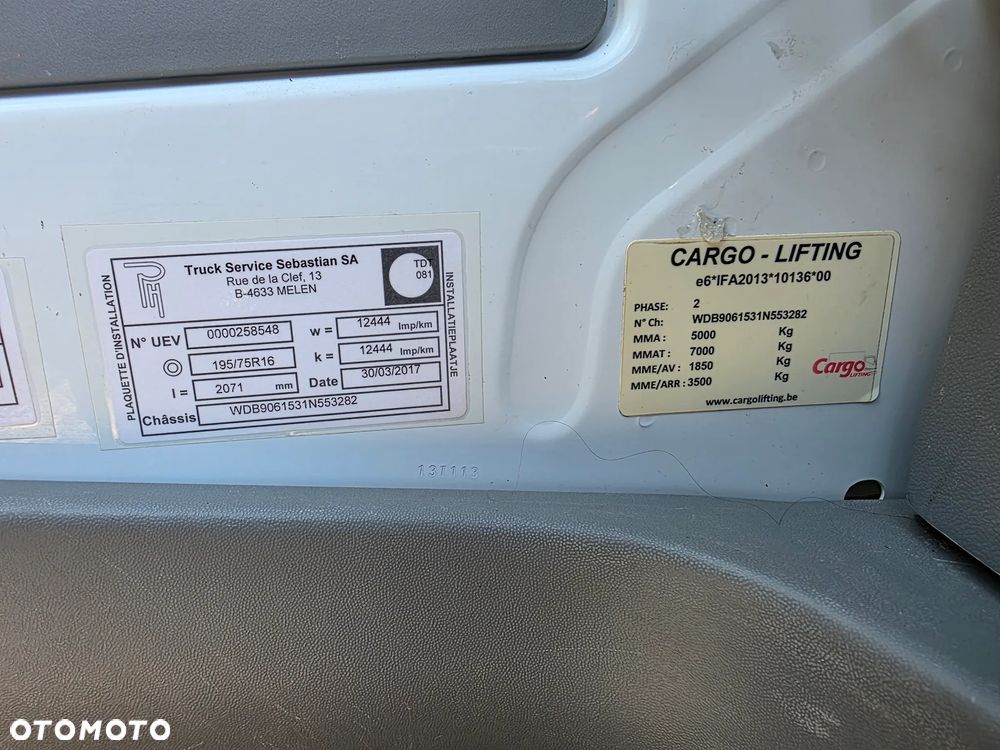 PLAQUETTE D'INSTALLATION
Truck Service Sebastian SA
Rue de la Clef, 13
B-4633 MELEN
TDT
081
INSTALLATIEPLAATJE
N° UEV 0000258548 w = 12444 Imp/km
195/75R16 k = 12444 Imp/km
l = 2071 mm Date 30/03/2017
Châssis WDB9061531N553282
CARGO - LIFTING
e6*IFA2013*10136*00
PHASE: 2
N° Ch: WDB9061531N553282
MMA : 5000 Kg
MMAT : 7000 Kg
MME/AV : 1850 Kg
MME/ARR : 3500 Kg
Cargo
LIFTING
www.cargolifting.be
13T113
OTOMOTO